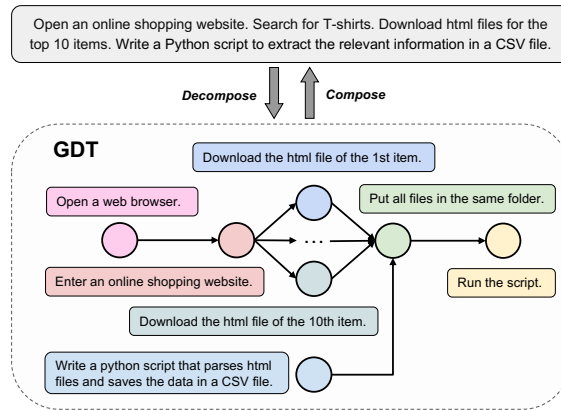 Open an online shopping website. Search for T-shirts. Download html files for the
top 10 items. Write a Python script to extract the relevant information in a CSV file.
Decompose
Compose
GDT
Download the html file of the 1st item.
Open a web browser.
Put all files in the same folder.
...
Enter an online shopping website.
Run the script.
Download the html file of the 10th item.
Write a python script that parses html
files and saves the data in a CSV file.